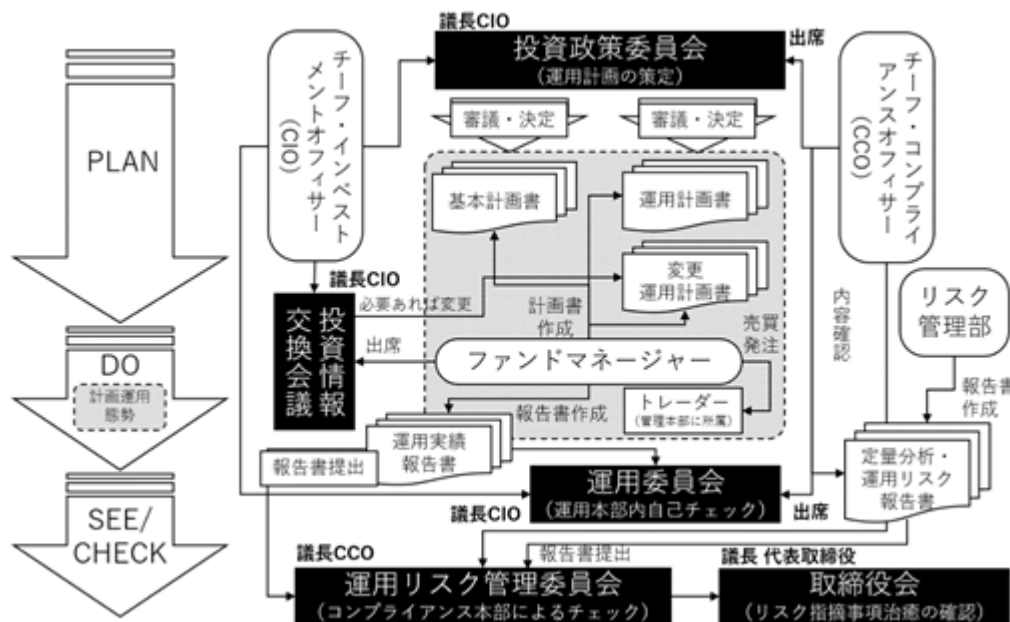 議長CIO
投資政策委員会
(運用計画の策定)
出席
チーフ・インベスト
メントオフィサー
(CIO)
チーフ・コンプライ
アンスオフィサー
(CCO)
PLAN
審議・決定
審議・決定
基本計画書
運用計画書
変更
運用計画書
議長CIO
必要あれば変更
計画書
作成
売買
発注
内容確認
リスク
管理部
投資情報
交換会議
出席
ファンドマネージャー
DO
計画運用
態勢
報告書作成
トレーダー
(管理本部に所属)
報告書
作成
運用実績
報告書
報告書提出
定量分析・
運用リスク
報告書
運用委員会
(運用本部内自己チェック)
議長CIO
出席
SEE/
CHECK
議長CCO
報告書提出
議長 代表取締役
運用リスク管理委員会
(コンプライアンス本部によるチェック)
取締役会
(リスク指摘事項治癒の確認)